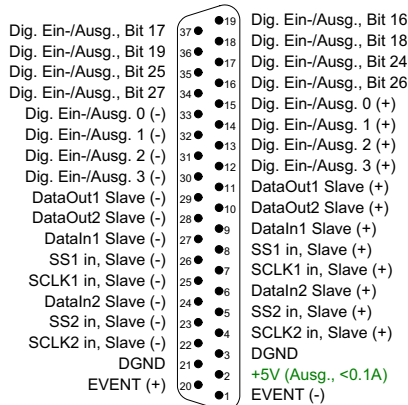 Dig. Ein-/Ausg., Bit 17 37
Dig. Ein-/Ausg., Bit 19 36
Dig. Ein-/Ausg., Bit 25 35
Dig. Ein-/Ausg., Bit 27 34
Dig. Ein-/Ausg. 0 (-) 33
Dig. Ein-/Ausg. 1 (-) 32
Dig. Ein-/Ausg. 2 (-) 31
Dig. Ein-/Ausg. 3 (-) 30
DataOut1 Slave (-) 29
DataOut2 Slave (-) 28
DataIn1 Slave (-) 27
SS1 in, Slave (-) 26
SCLK1 in, Slave (-) 25
DataIn2 Slave (-) 24
SS2 in, Slave (-) 23
SCLK2 in, Slave (-) 22
DGND 21
EVENT (+) 20
19 Dig. Ein-/Ausg., Bit 16
18 Dig. Ein-/Ausg., Bit 18
17 Dig. Ein-/Ausg., Bit 24
16 Dig. Ein-/Ausg., Bit 26
15 Dig. Ein-/Ausg. 0 (+)
14 Dig. Ein-/Ausg. 1 (+)
13 Dig. Ein-/Ausg. 2 (+)
12 Dig. Ein-/Ausg. 3 (+)
11 DataOut1 Slave (+)
10 DataOut2 Slave (+)
9 DataIn1 Slave (+)
8 SS1 in, Slave (+)
7 SCLK1 in, Slave (+)
6 DataIn2 Slave (+)
5 SS2 in, Slave (+)
4 SCLK2 in, Slave (+)
3 DGND
2 +5V (Ausg., <0.1A)
1 EVENT (-)